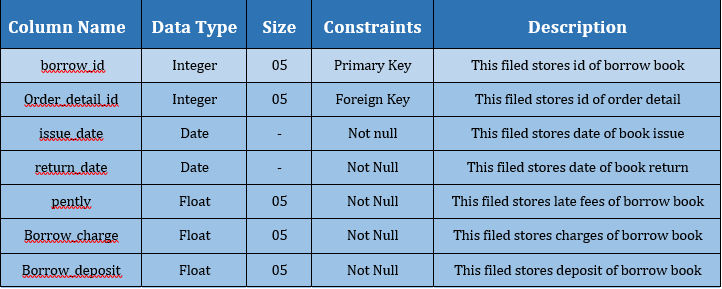 Column Name Data Type Size Constraints Description
borrow_id Integer 05 Primary Key This filed stores id of borrow book
Order_detail_id Integer 05 Foreign Key This filed stores id of order detail
issue_date Date - Not null This filed stores date of book issue
return_date Date - Not Null This filed stores date of book return
pently Float 05 Not Null This filed stores late fees of borrow book
Borrow_charge Float 05 Not Null This filed stores charges of borrow book
Borrow_deposit Float 05 Not Null This filed stores deposit of borrow book